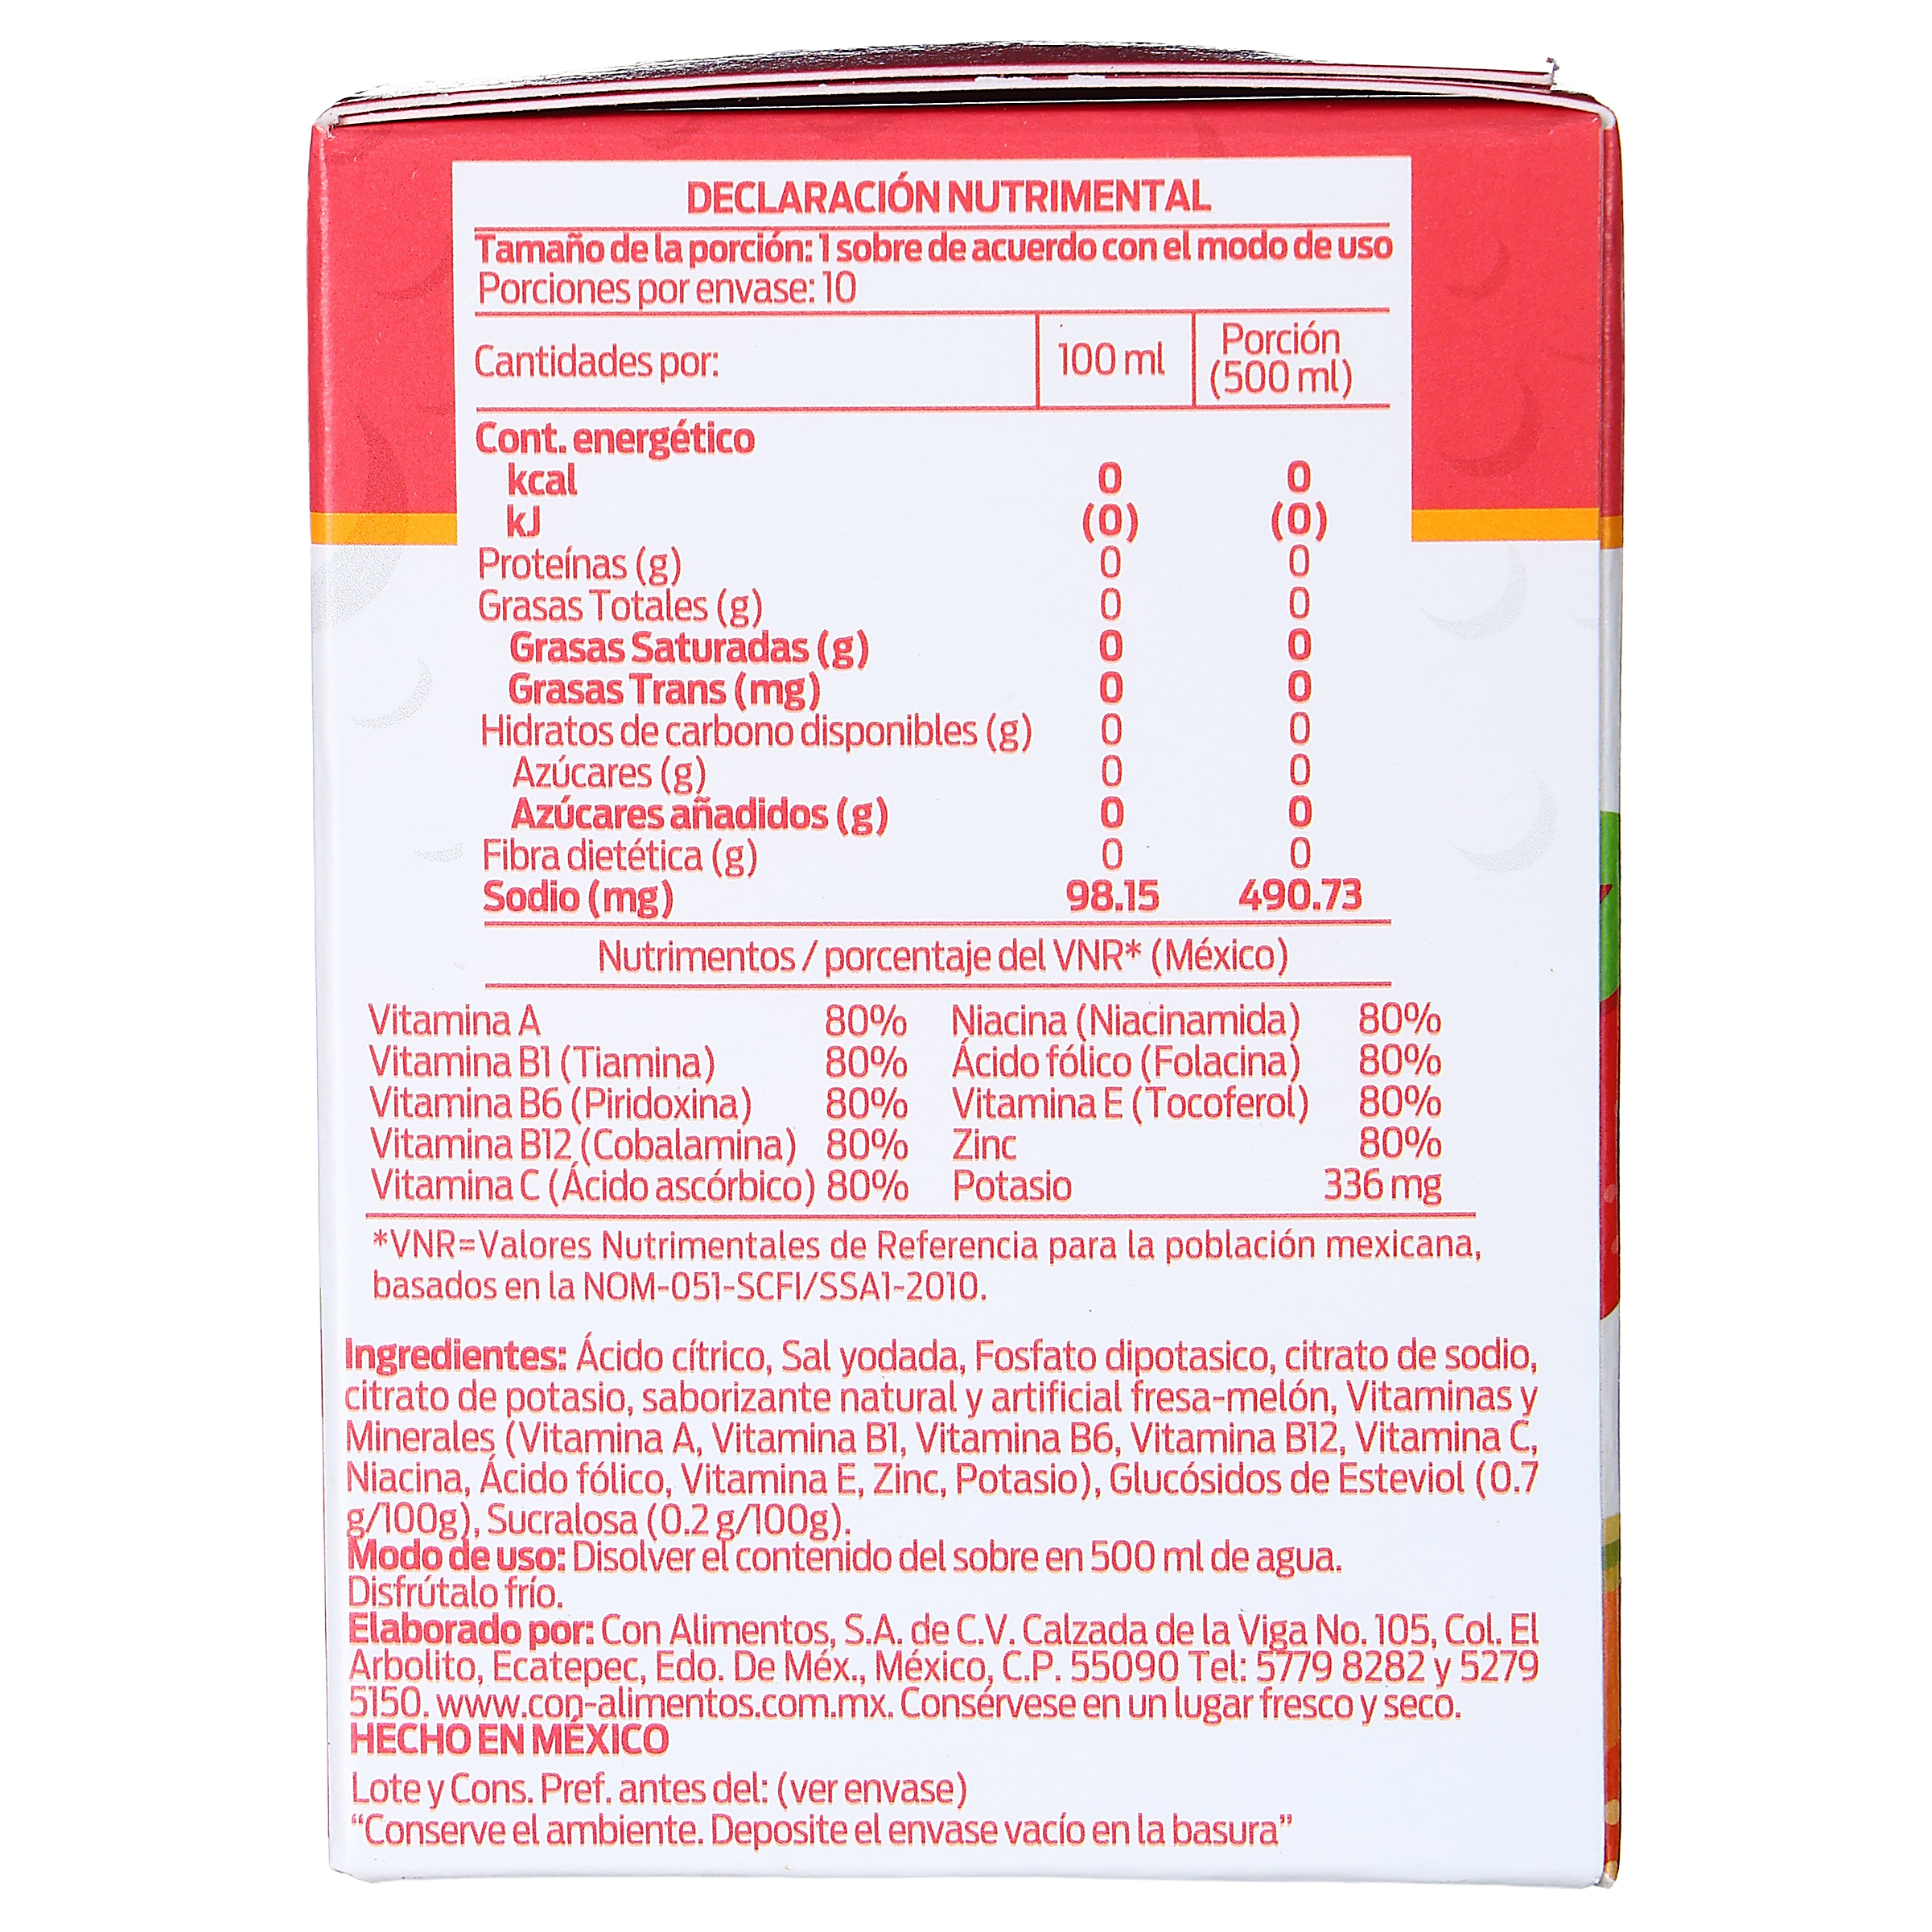 DECLARACIÓN NUTRIMENTAL
Tamaño de la porción: 1 sobre de acuerdo con el modo de uso
Porciones por envase: 10
Cantidades por: 100 ml Porción (500 ml)
Cont. energético
kcal 0 0
kJ (0) (0)
Proteínas (g) 0 0
Grasas Totales (g) 0 0
Grasas Saturadas (g) 0 0
Grasas Trans (mg) 0 0
Hidratos de carbono disponibles (g) 0 0
Azúcares (g) 0 0
Azúcares añadidos (g) 0 0
Fibra dietética (g) 0 0
Sodio (mg) 98.15 490.73
Nutrimentos / porcentaje del VNR* (México)
Vitamina A 80% Niacina (Niacinamida) 80%
Vitamina B1 (Tiamina) 80% Ácido fólico (Folacina) 80%
Vitamina B6 (Piridoxina) 80% Vitamina E (Tocoferol) 80%
Vitamina B12 (Cobalamina) 80% Zinc 80%
Vitamina C (Ácido ascórbico) 80% Potasio 336 mg
*VNR=Valores Nutrimentales de Referencia para la población mexicana,
basados en la NOM-051-SCFI/SSA1-2010.
Ingredientes: Ácido cítrico, Sal yodada, Fosfato dipotasico, citrato de sodio,
citrato de potasio, saborizante natural y artificial fresa-melón, Vitaminas y
Minerales (Vitamina A, Vitamina B1, Vitamina B6, Vitamina B12, Vitamina C,
Niacina, Ácido fólico, Vitamina E, Zinc, Potasio), Glucósidos de Esteviol (0.7
g/100g), Sucralosa (0.2 g/100g).
Modo de uso: Disolver el contenido del sobre en 500 ml de agua.
Disfrútalo frío.
Elaborado por: Con Alimentos, S.A. de C.V. Calzada de la Viga No. 105, Col. El
Arbolito, Ecatepec, Edo. De Méx., México, C.P. 55090 Tel: 5779 8282 y 5279
5150. www.con-alimentos.com.mx. Consérvese en un lugar fresco y seco.
HECHO EN MÉXICO
Lote y Cons. Pref. antes del: (ver envase)
“Conserve el ambiente. Deposite el envase vacío en la basura”